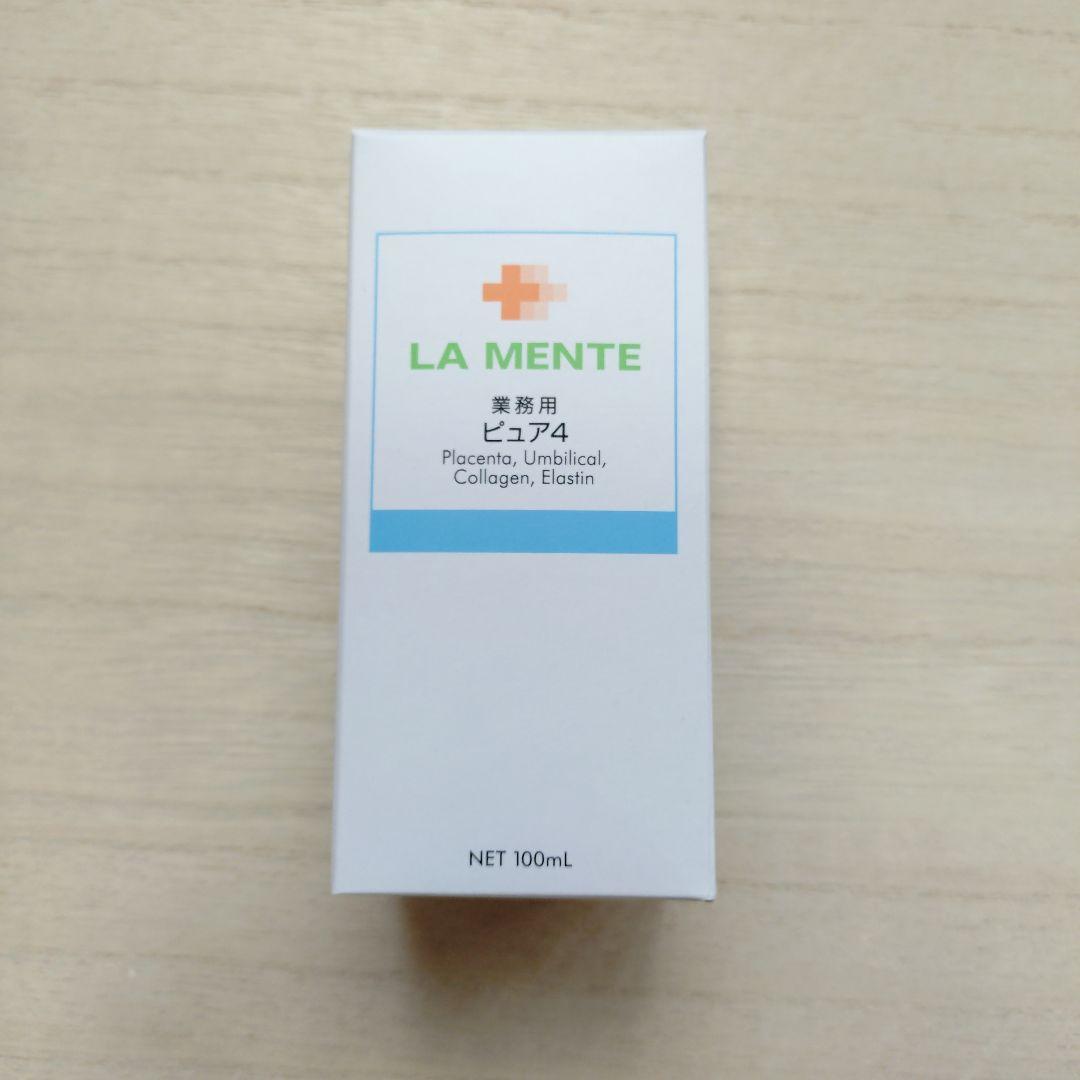 LA MENTE
業務用
ピュア4
Placenta, Umbilical,
Collagen, Elastin
NET 100mL